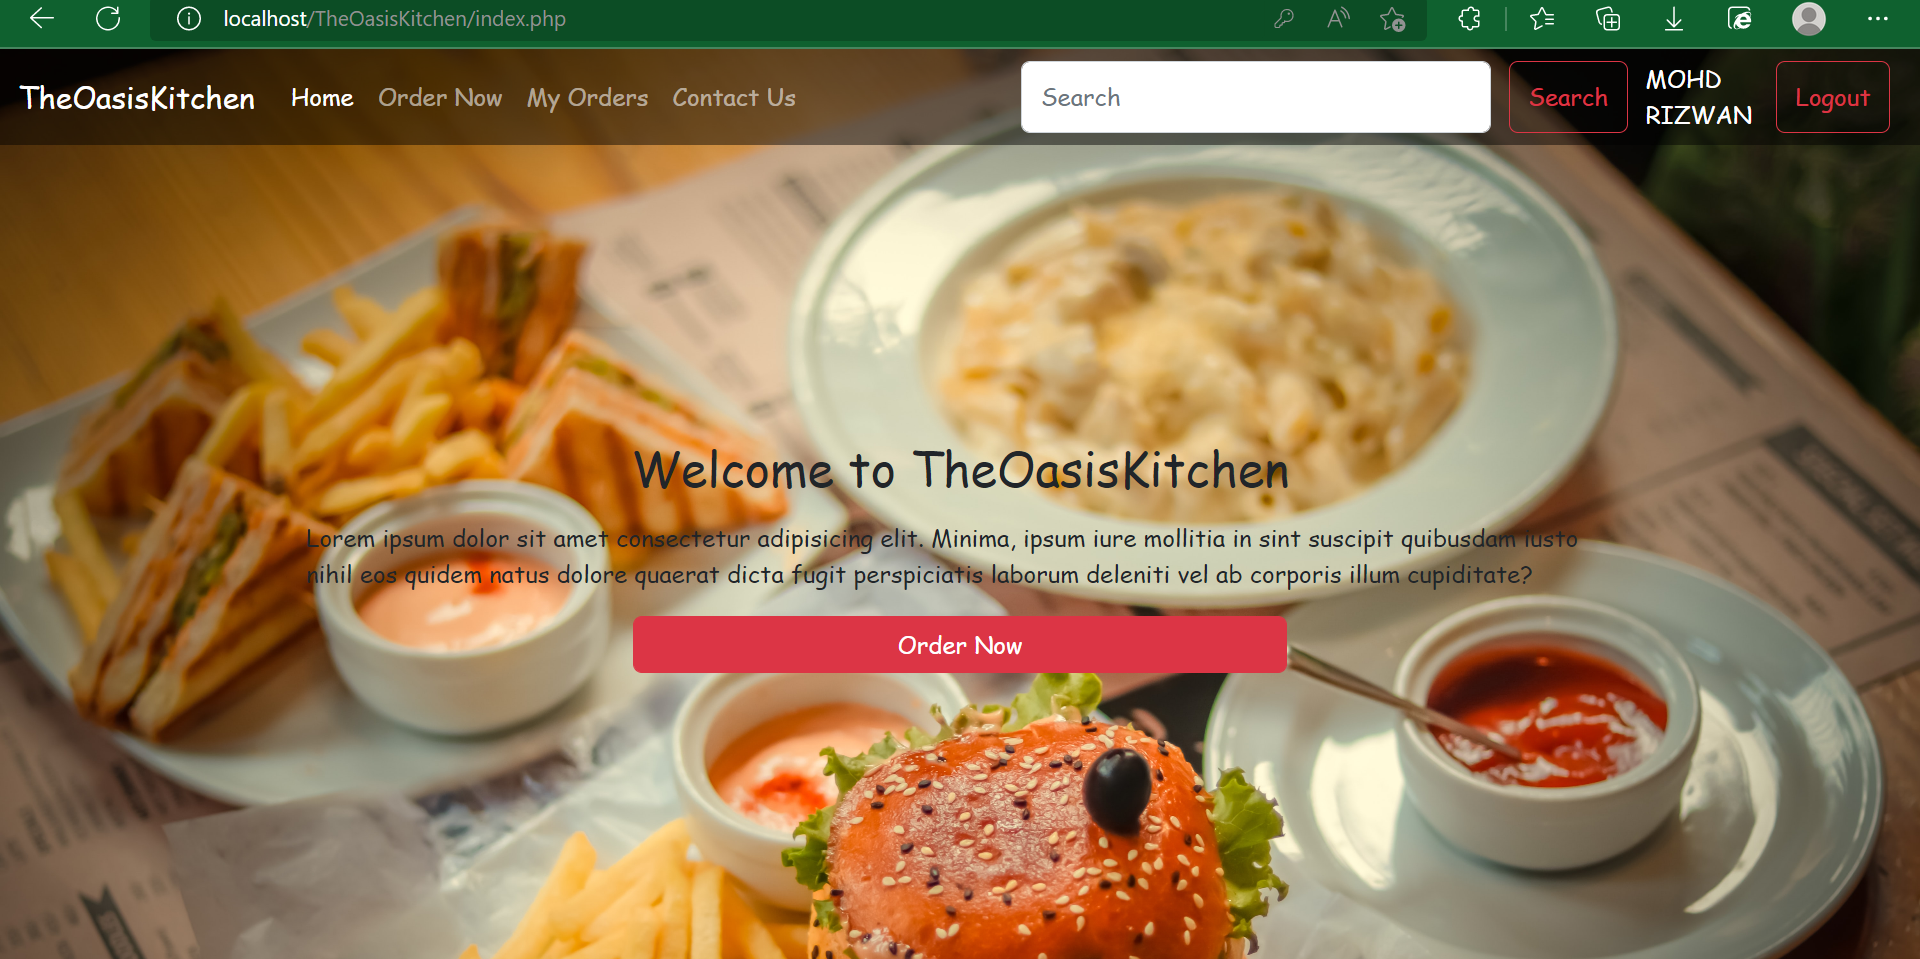 localhost/TheOasisKitchen/index.php
TheOasisKitchen Home Order Now My Orders Contact Us Search Search MOHD RIZWAN Logout
Welcome to TheOasisKitchen
Lorem ipsum dolor sit amet consectetur adipisicing elit. Minima, ipsum iure mollitia in sint suscipit quibusdam iusto
nihil eos quidem natus dolore quaerat dicta fugit perspiciatis laborum deleniti vel ab corporis illum cupiditate?
Order Now